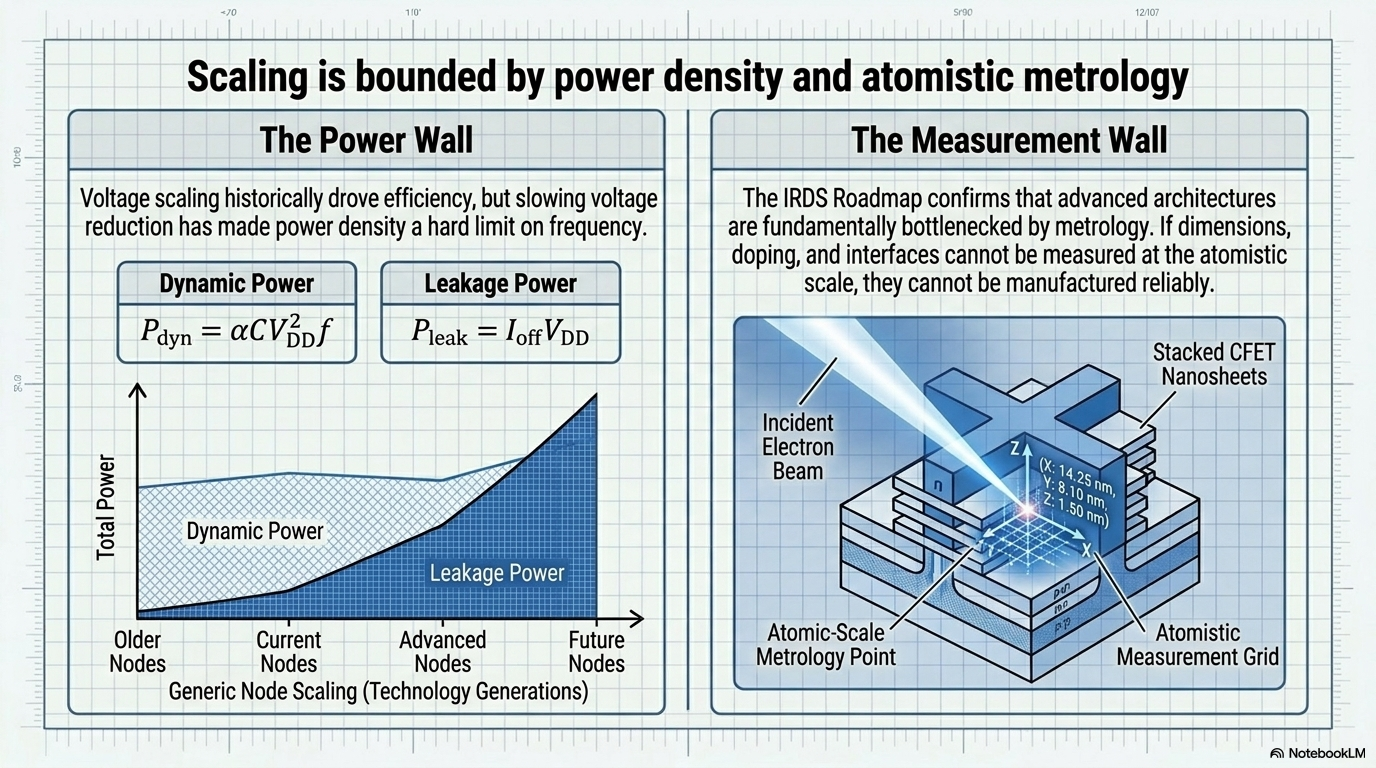 Scaling is bounded by power density and atomistic metrology
The Power Wall
Voltage scaling historically drove efficiency, but slowing voltage
reduction has made power density a hard limit on frequency.
Dynamic Power
P_dyn = αCV²_DD f
Leakage Power
P_leak = I_off V_DD
Total Power
Dynamic Power
Leakage Power
Older
Nodes
Current
Nodes
Advanced
Nodes
Future
Nodes
Generic Node Scaling (Technology Generations)
The Measurement Wall
The IRDS Roadmap confirms that advanced architectures
are fundamentally bottlenecked by metrology. If dimensions,
doping, and interfaces cannot be measured at the atomistic
scale, they cannot be manufactured reliably.
Stacked CFET
Nanosheets
Incident
Electron
Beam
n
Z
(X: 14.25 nm,
Y: 8.10 nm,
Z: 1.50 nm)
X
Atomic-Scale
Metrology Point
Atomistic
Measurement Grid
NotebookLM